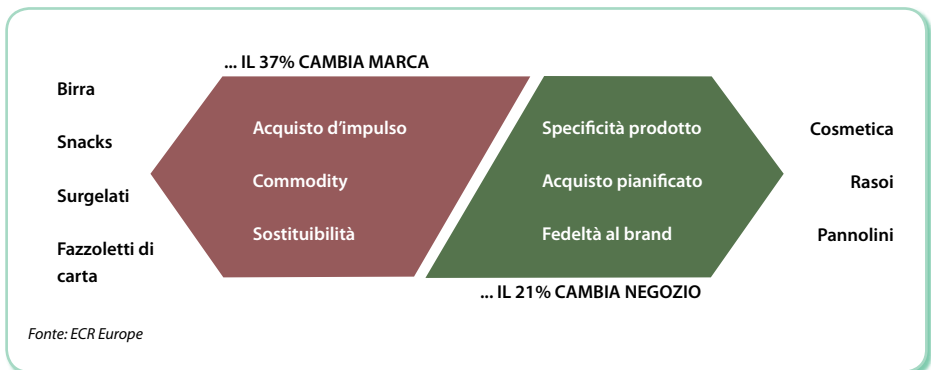 ... IL 37% CAMBIA MARCA
Birra
Snacks
Surgelati
Fazzoletti di
carta
Acquisto d'impulso
Commodity
Sostituibilità
Specificità prodotto
Acquisto pianificato
Fedeltà al brand
Cosmetica
Rasoi
Pannolini
... IL 21% CAMBIA NEGOZIO
Fonte: ECR Europe